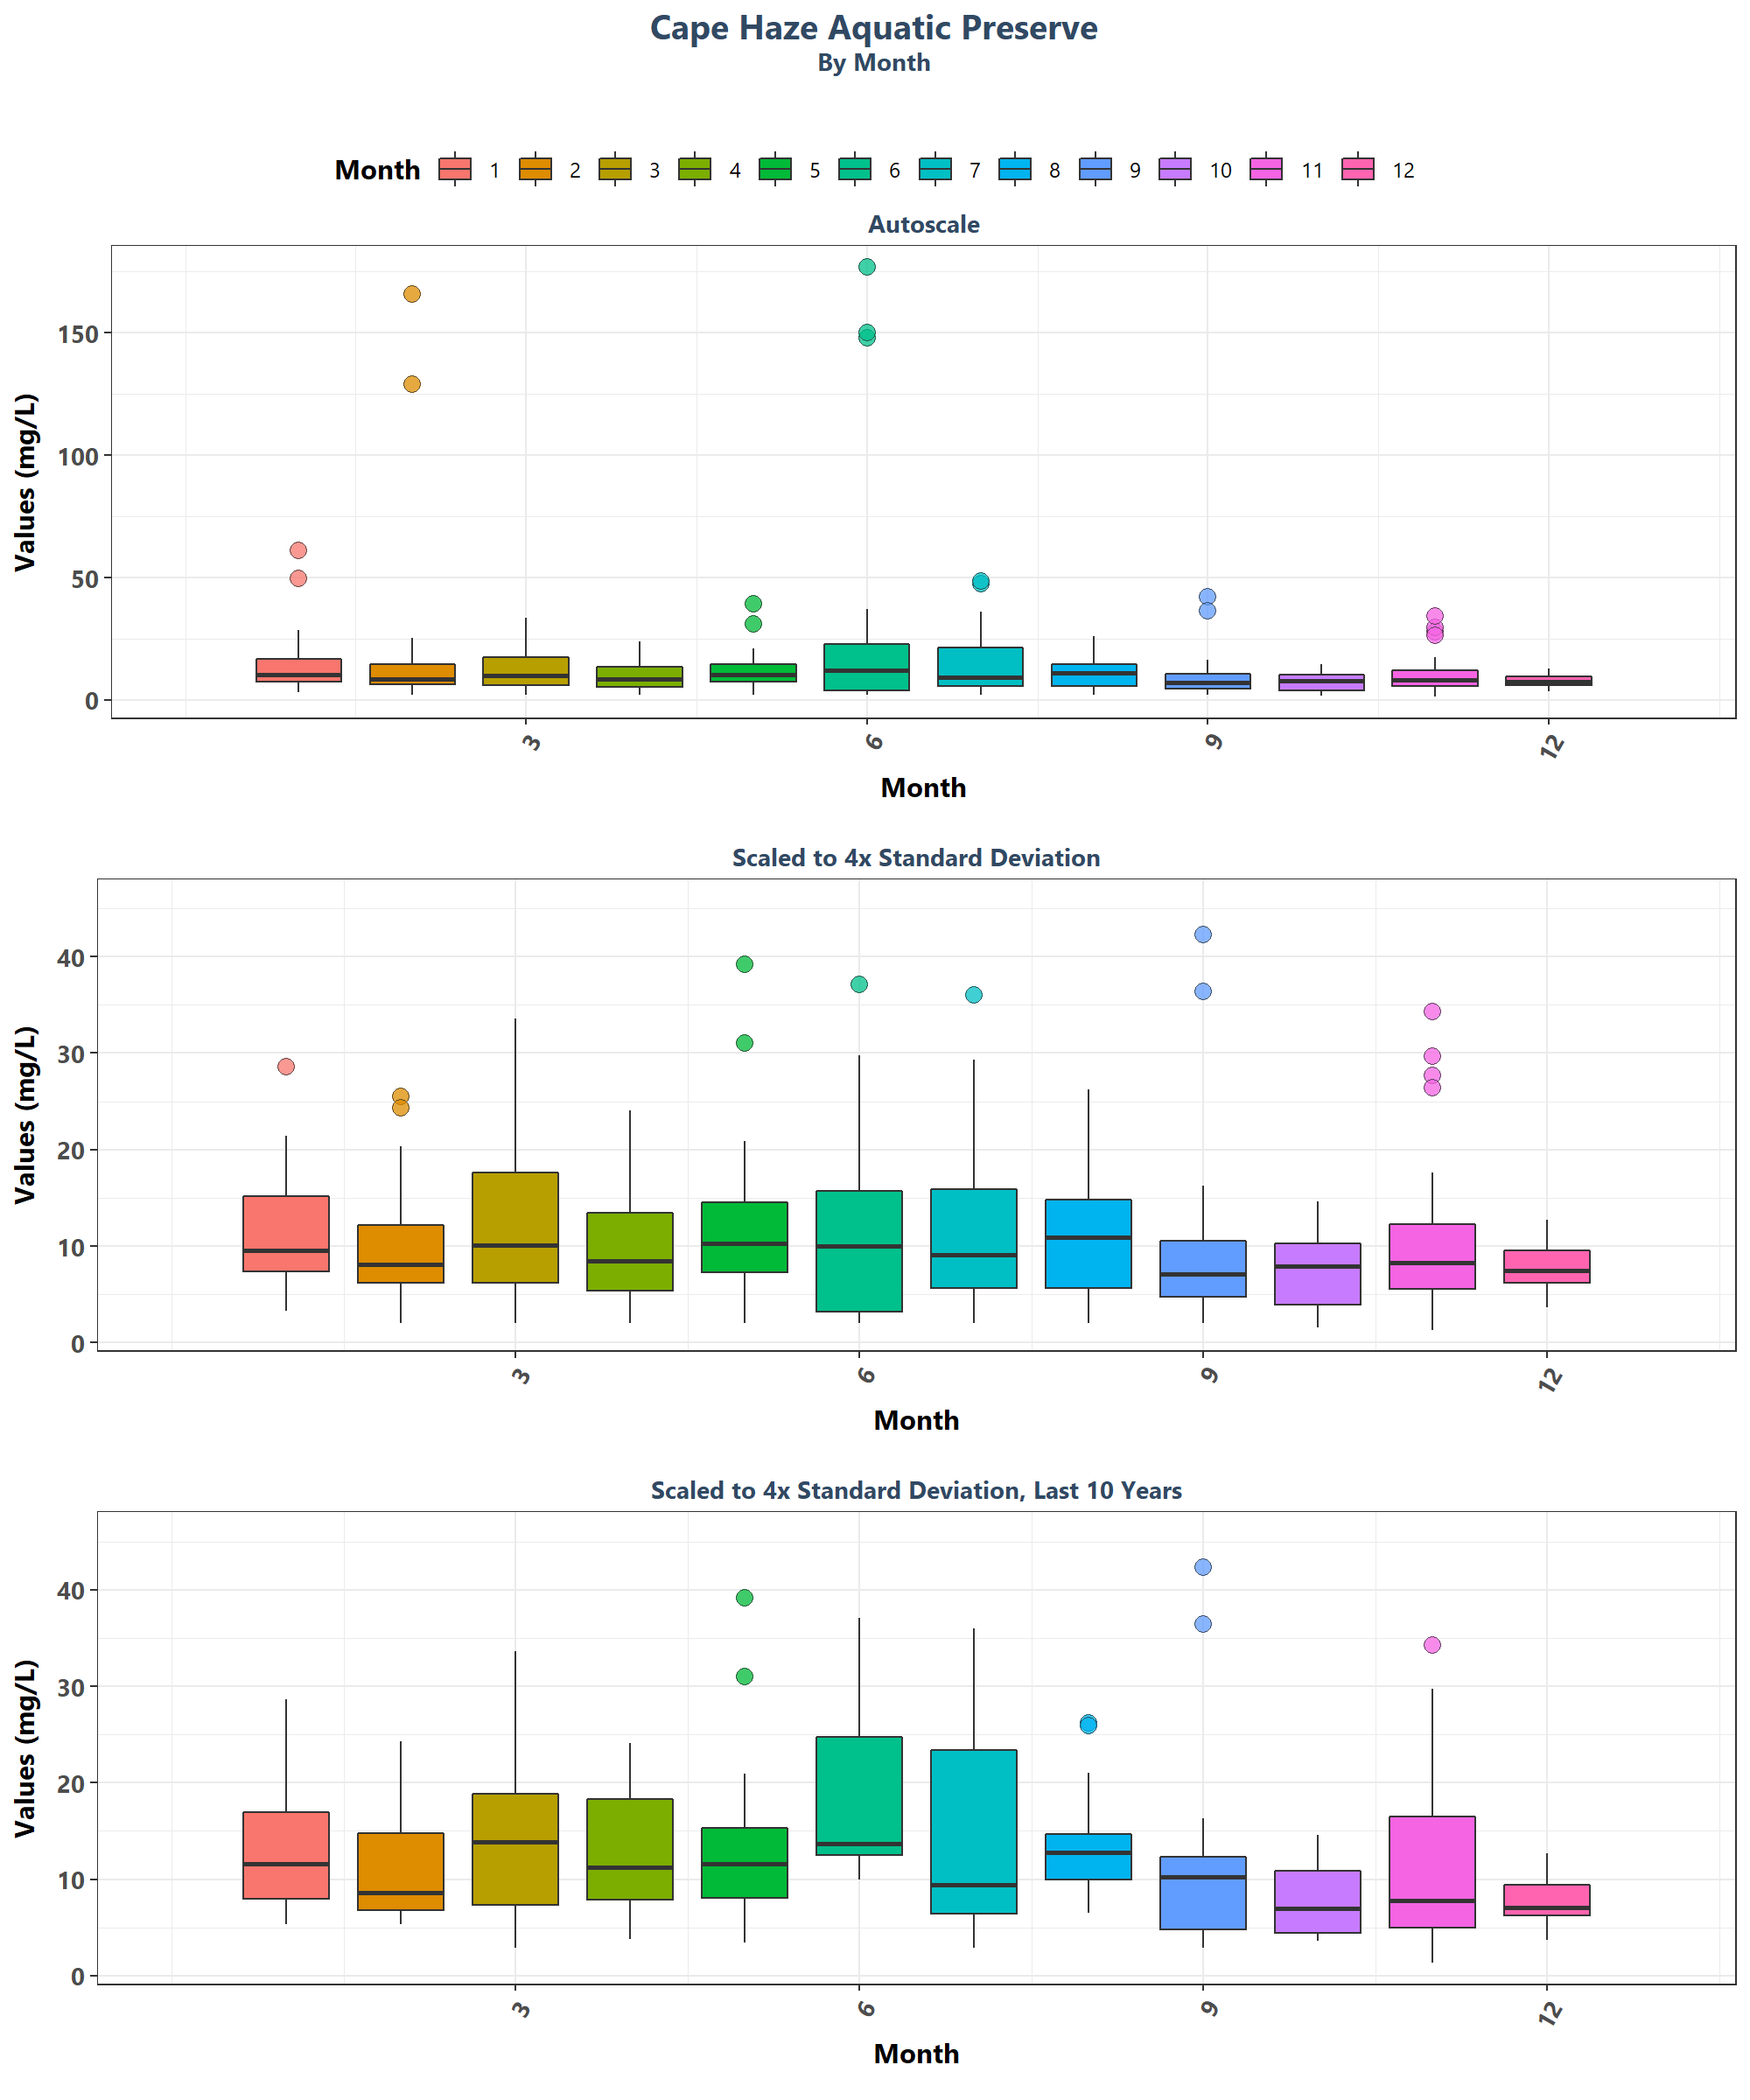 Cape Haze Aquatic Preserve
By Month
Month 1 2 3 4 5 6 7 8 9 10 11 12
Autoscale
Values (mg/L)
150
100
50
0
3 6 9 12
Month
Scaled to 4x Standard Deviation
Values (mg/L)
40
30
20
10
0
3 6 9 12
Month
Scaled to 4x Standard Deviation, Last 10 Years
Values (mg/L)
40
30
20
10
0
3 6 9 12
Month